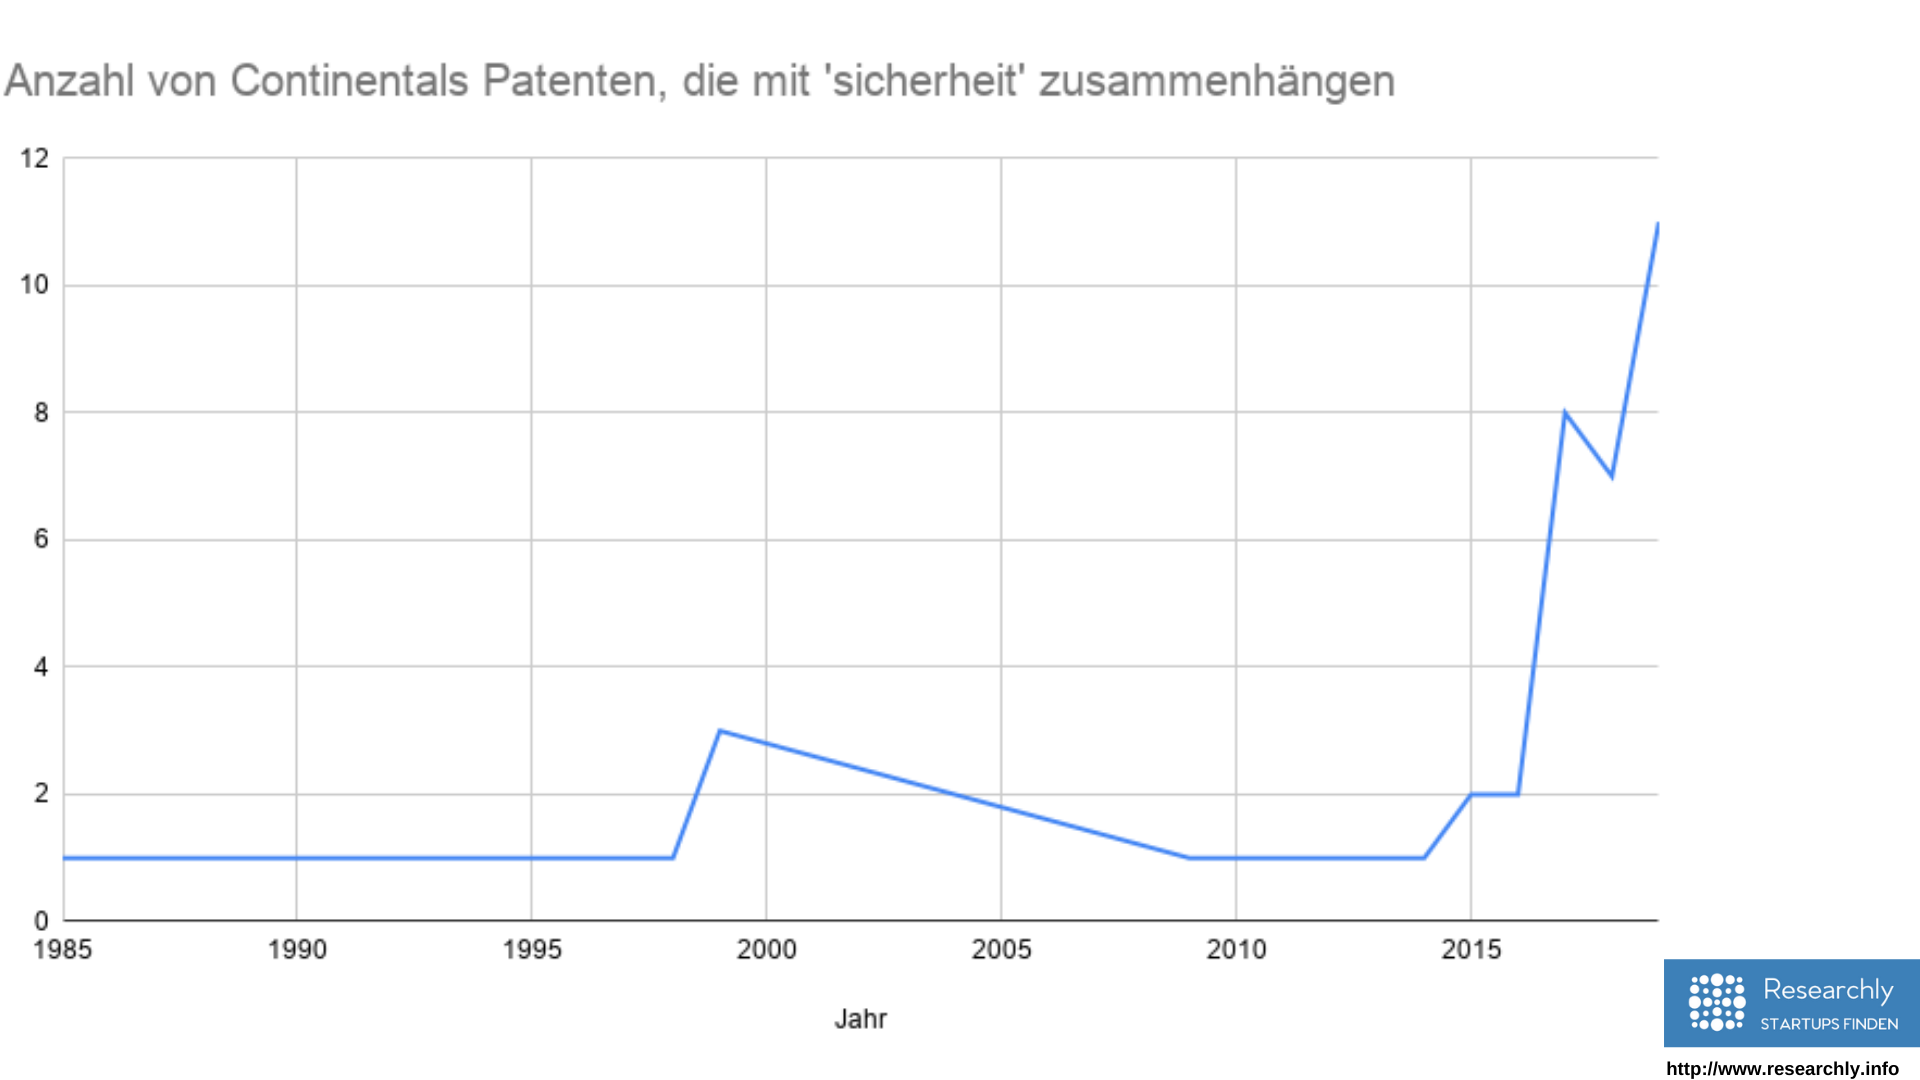 Anzahl von Continentals Patenten, die mit 'sicherheit' zusammenhängen
12
10
8
6
4
2
0
1985 1990 1995 2000 2005 2010 2015
Jahr
Researchly
STARTUPS FINDEN
http://www.researchly.info